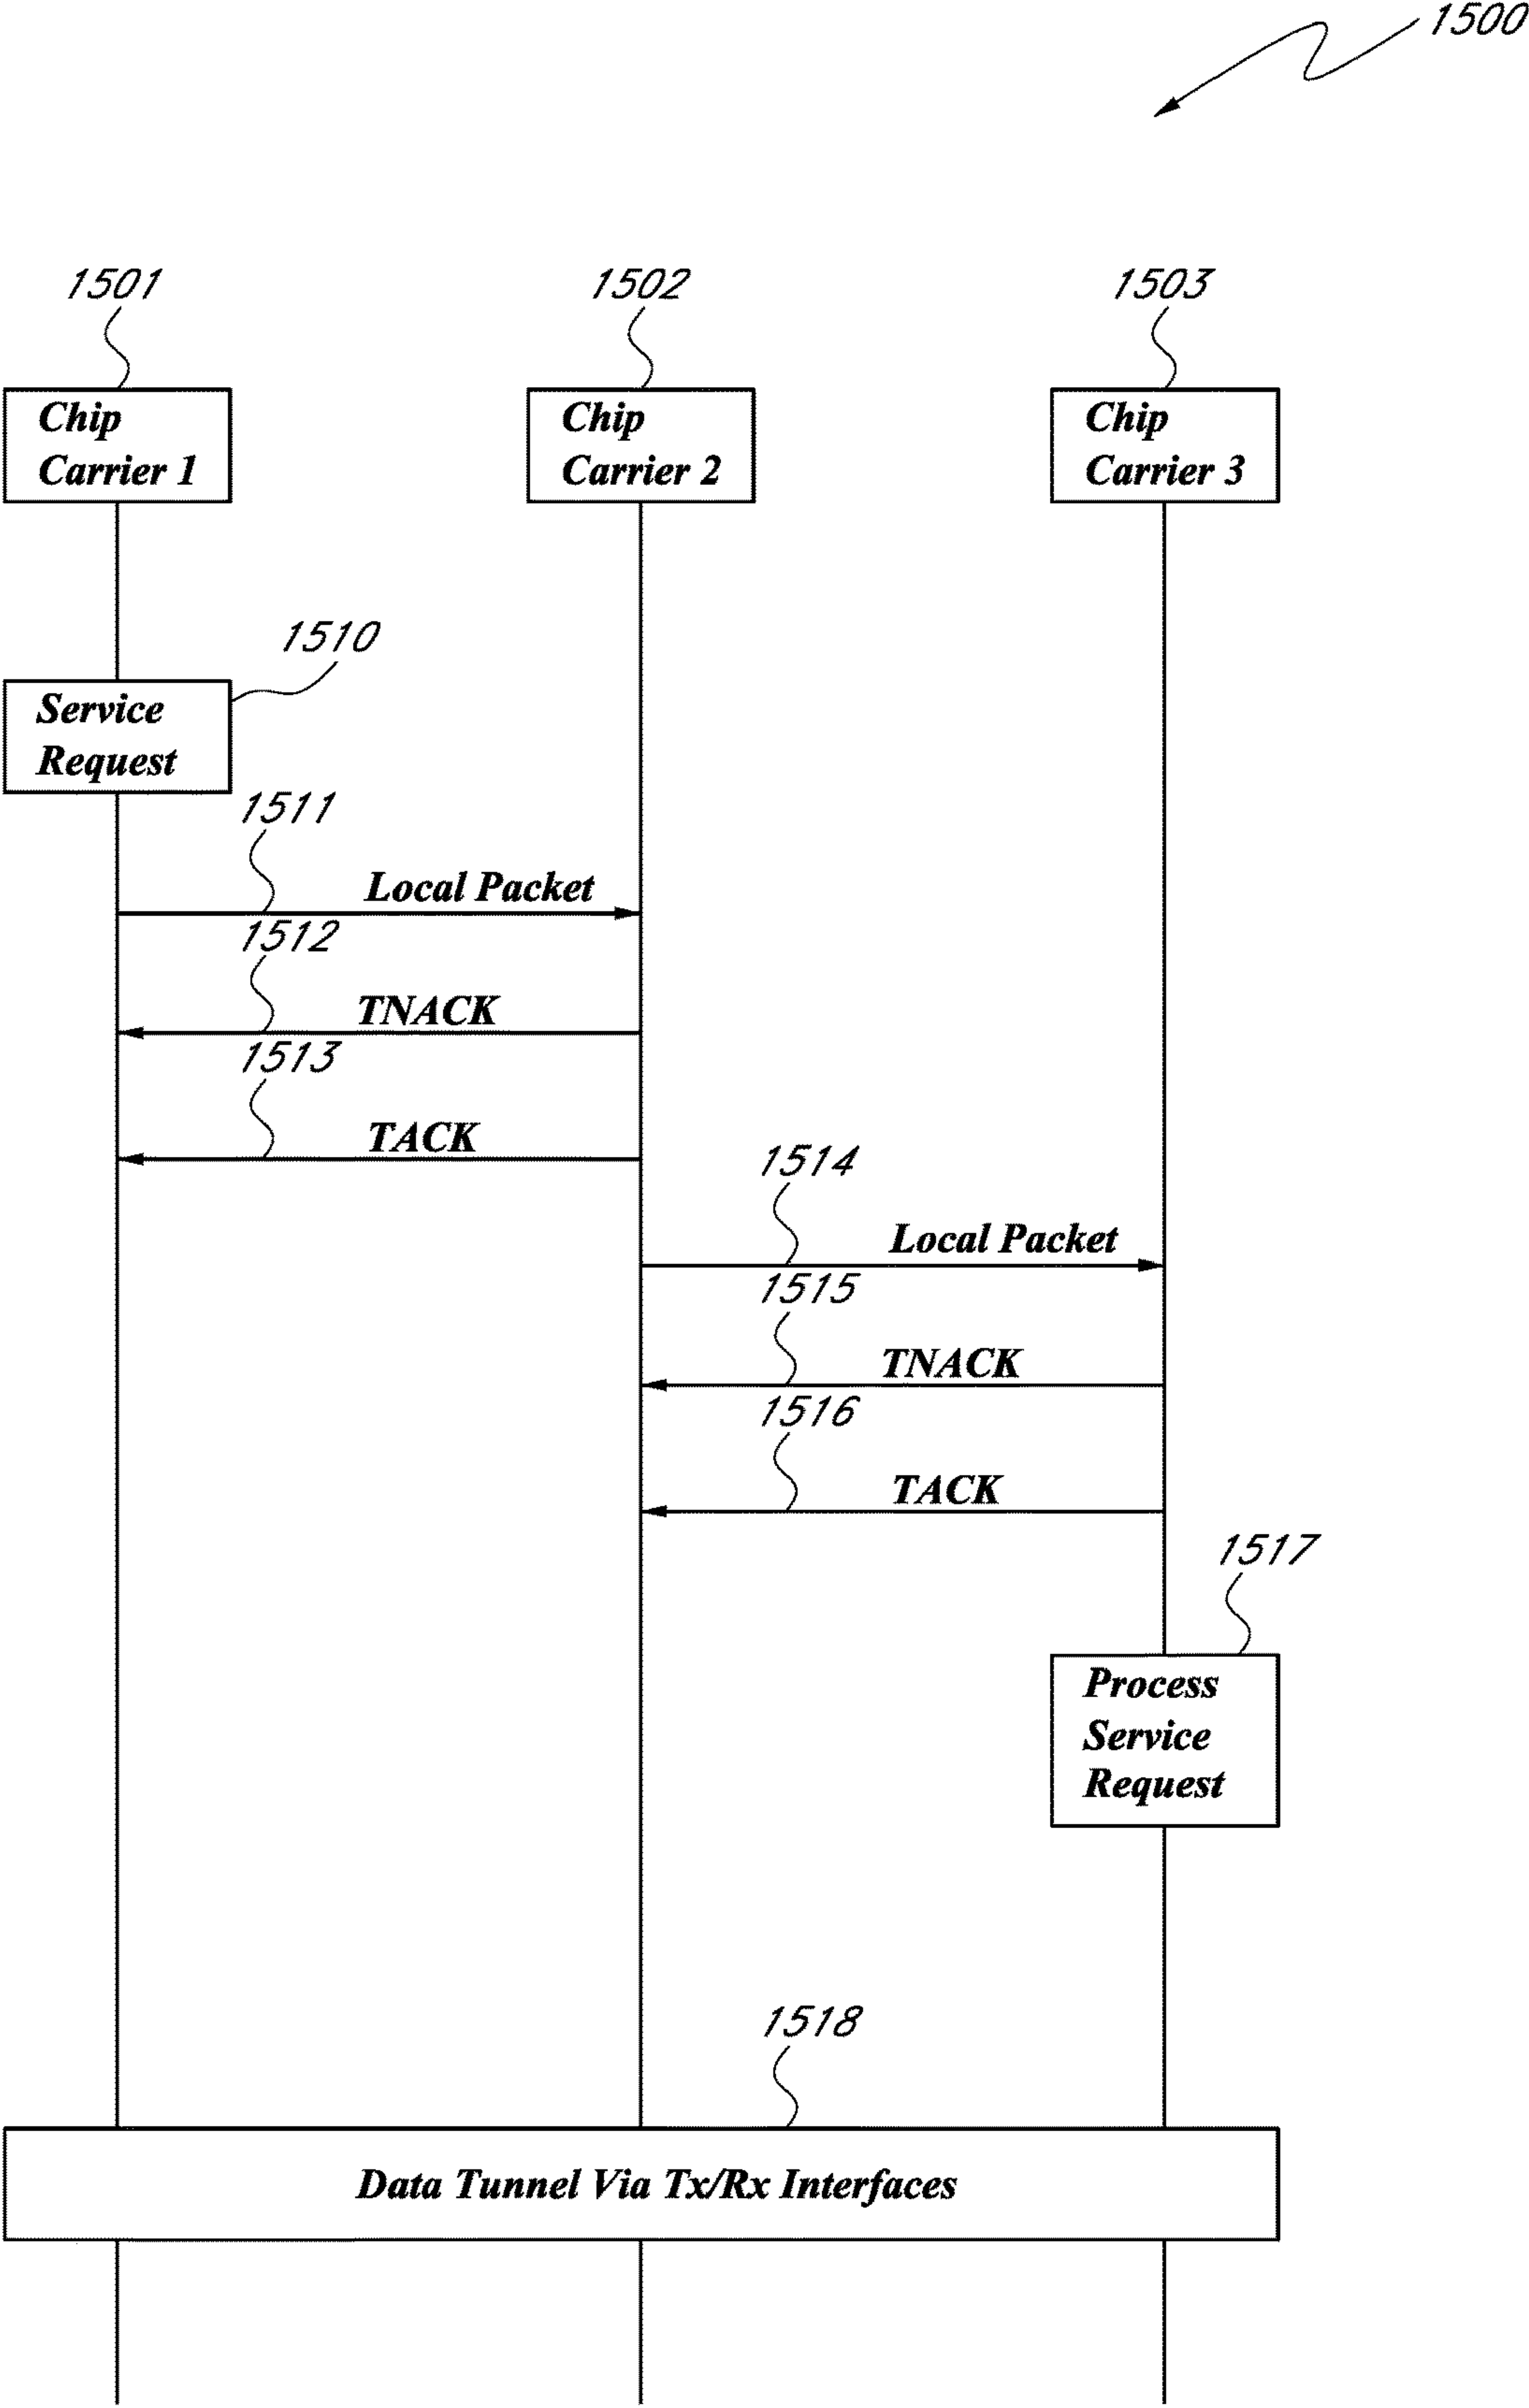 1500
1501
1502
1503
Chip
Carrier 1
Chip
Carrier 2
Chip
Carrier 3
1510
Service
Request
1511
Local Packet
1512
TNACK
1513
TACK
1514
Local Packet
1515
TNACK
1516
TACK
1517
Process
Service
Request
1518
Data Tunnel Via Tx/Rx Interfaces